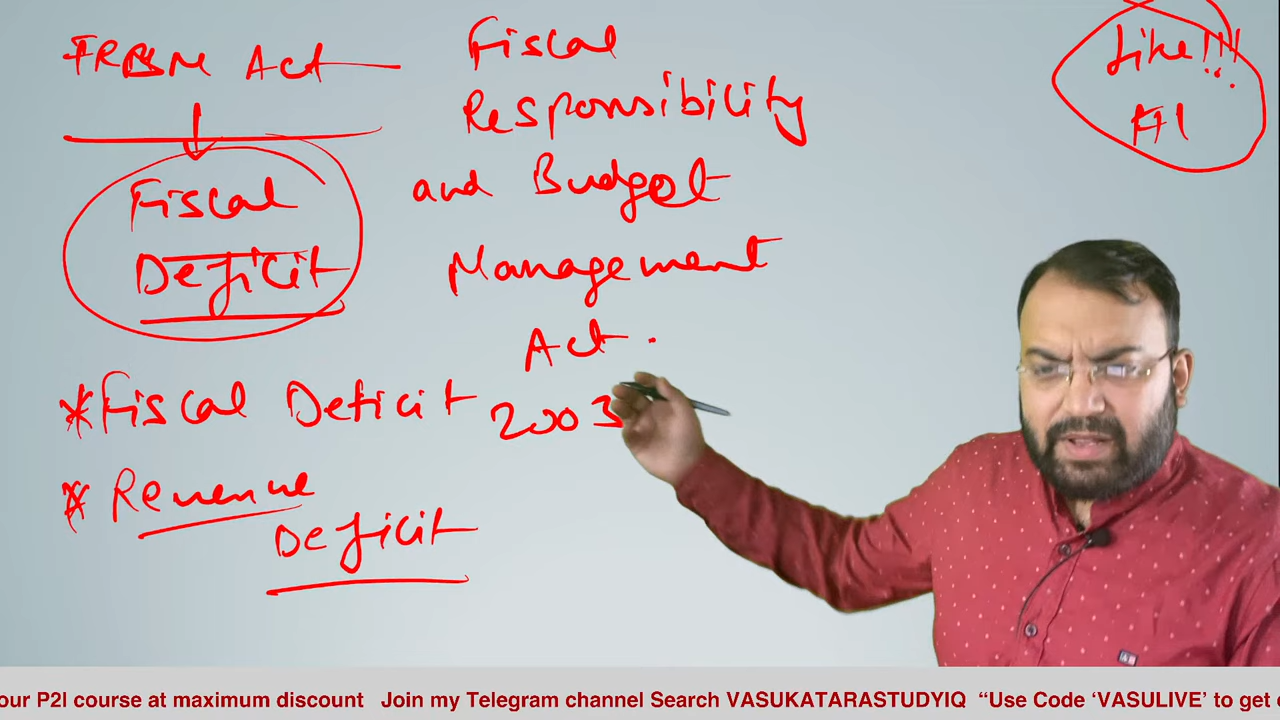 FRBM Act
Fiscal
Deficit
Fiscal
Responsibility
and Budget
Management
Act.
2003
* Fiscal Deficit
* Revenue
Deficit
Like!!!
our P2I course at maximum discount Join my Telegram channel Search VASUKATARASTUDYIQ “Use Code ‘VASULIVE’ to get